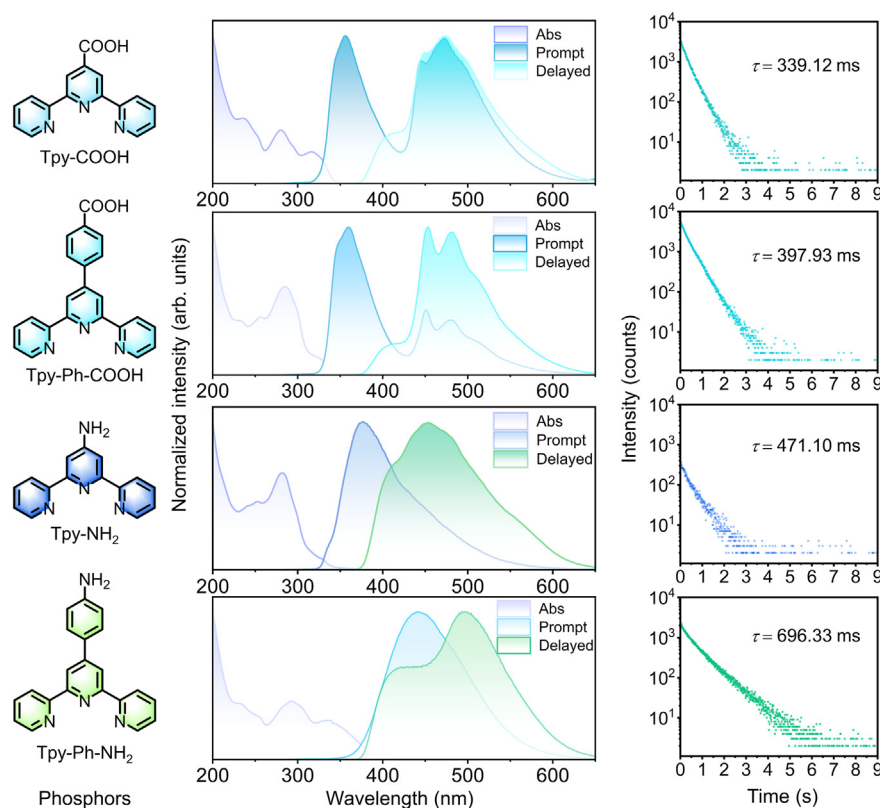 COOH
N
N
N
Tpy-COOH
COOH
N
N
N
Tpy-Ph-COOH
NH2
N
N
N
Tpy-NH2
NH2
N
N
N
Tpy-Ph-NH2
Phosphors
Normalized intensity (arb. units)
Abs
Prompt
Delayed
200 300 400 500 600
Abs
Prompt
Delayed
200 300 400 500 600
Abs
Prompt
Delayed
200 300 400 500 600
Abs
Prompt
Delayed
200 300 400 500 600
Wavelength (nm)
Intensity (counts)
10^4
10^3
10^2
10^1
τ = 339.12 ms
0 1 2 3 4 5 6 7 8 9
10^4
10^3
10^2
10^1
τ = 397.93 ms
0 1 2 3 4 5 6 7 8 9
10^4
10^3
10^2
10^1
τ = 471.10 ms
0 1 2 3 4 5 6 7 8 9
10^4
10^3
10^2
10^1
τ = 696.33 ms
0 1 2 3 4 5 6 7 8 9
Time (s)